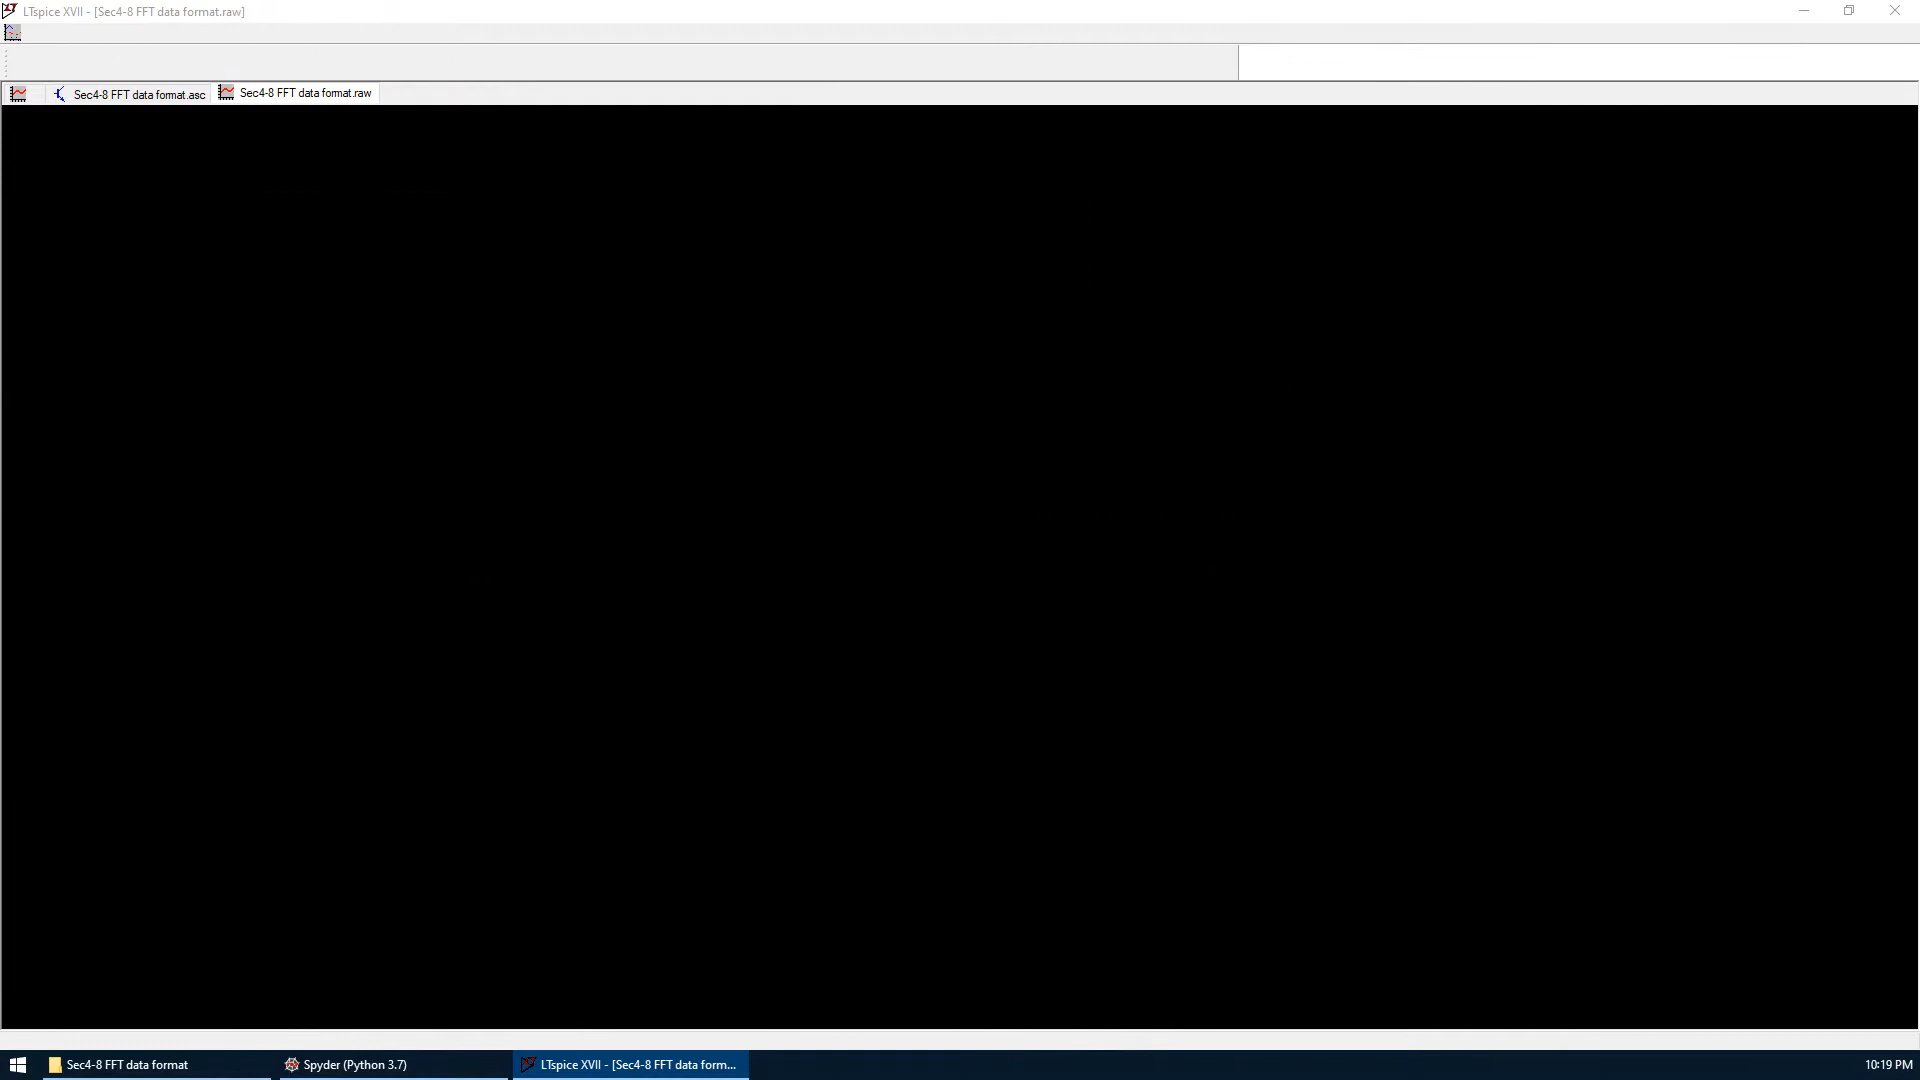 LTspice XVII - [Sec4-8 FFT data format.raw]
Sec4-8 FFT data format.asc
Sec4-8 FFT data format.raw
Sec4-8 FFT data format
Spyder (Python 3.7)
LTspice XVII - [Sec4-8 FFT data form...
10:19 PM